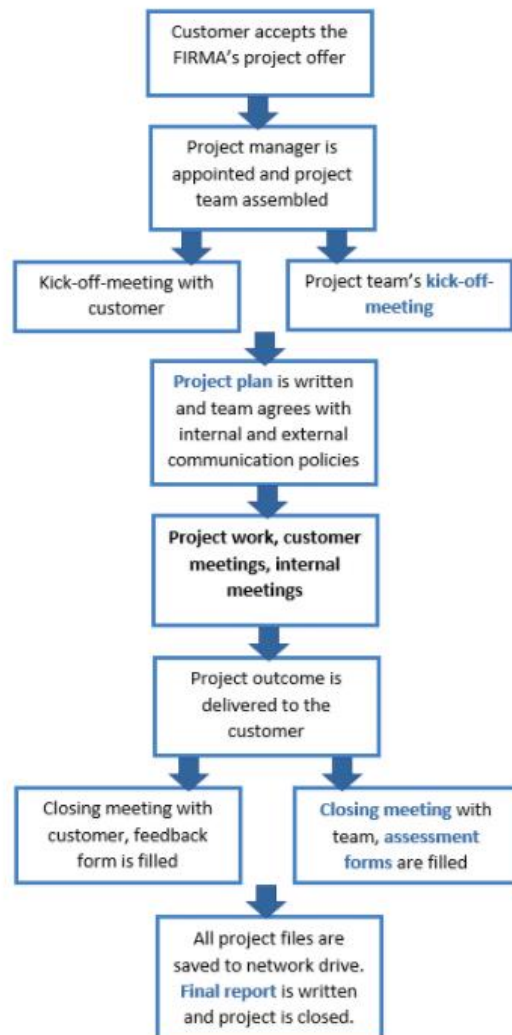 Customer accepts the
FIRMA's project offer
Project manager is
appointed and project
team assembled
Kick-off-meeting with
customer
Project team's kick-off-
meeting
Project plan is written
and team agrees with
internal and external
communication policies
Project work, customer
meetings, internal
meetings
Project outcome is
delivered to the
customer
Closing meeting with
customer, feedback
form is filled
Closing meeting with
team, assessment
forms are filled
All project files are
saved to network drive.
Final report is written
and project is closed.